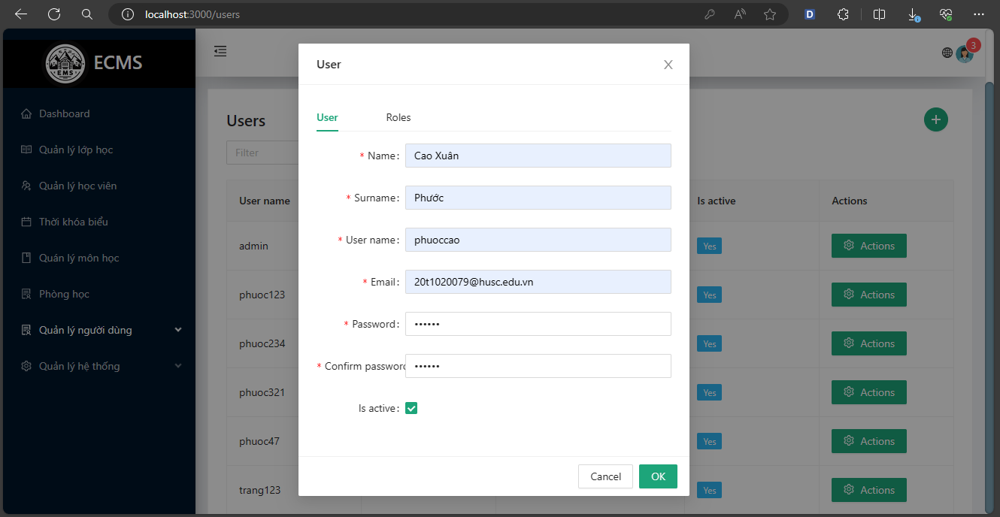 localhost:3000/users
ECMS
EMS
3
Dashboard
Quản lý lớp học
Quản lý học viên
Thời khóa biểu
Quán lý môn học
Phòng học
Quản lý người dùng
Quản lý hệ thống
Users
Filter
User name
Is active
Actions
admin
Yes
Actions
phuoc123
Yes
Actions
phuoc234
Yes
Actions
phuoc321
Yes
Actions
phuoc47
Yes
Actions
trang123
Yes
Actions
User
User
Roles
* Name:
Cao Xuân
* Surname:
Phước
* User name:
phuoccao
* Email:
20t1020079@husc.edu.vn
* Password:
••••••
* Confirm password
••••••
Is active:
Cancel
OK